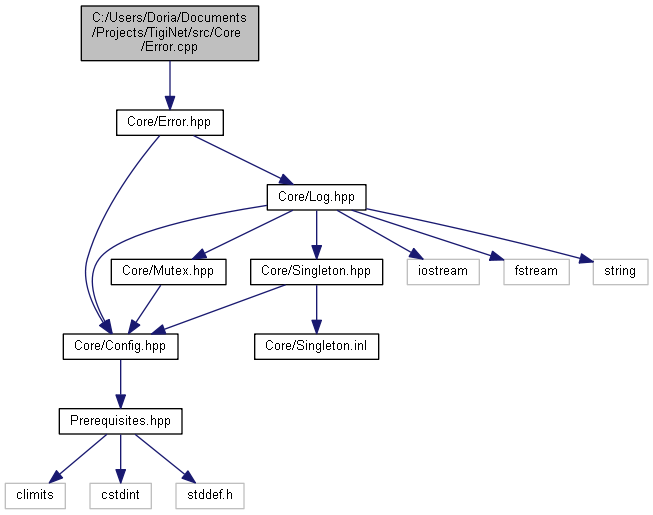 C:/Users/Doria/Documents
/Projects/TigiNet/src/Core
/Error.cpp
Core/Error.hpp
Core/Log.hpp
Core/Mutex.hpp
Core/Singleton.hpp
iostream
fstream
string
Core/Config.hpp
Core/Singleton.inl
Prerequisites.hpp
climits
cstdint
stddef.h